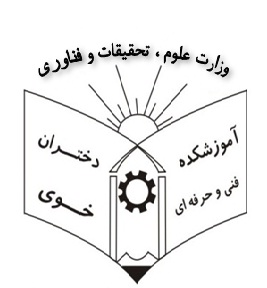 وزارت علوم ، تحقیقات و فناوری
آموزشکده
فنی و حرفه ای
دختران
خوی